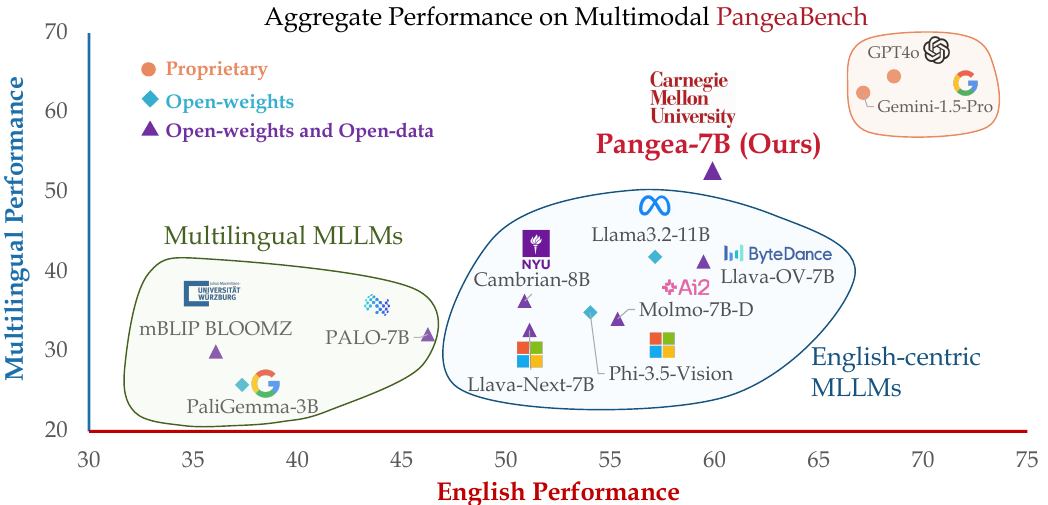 Aggregate Performance on Multimodal PangeaBench
Multilingual Performance
70
60
50
40
30
20
Proprietary
Open-weights
Open-weights and Open-data
GPT4o
Gemini-1.5-Pro
Carnegie
Mellon
University
Pangea-7B (Ours)
Multilingual MLLMs
Julius-Maximilians-
UNIVERSITÄT
WÜRZBURG
mBLIP BLOOMZ
PALO-7B
PaliGemma-3B
Llama3.2-11B
NYU
Cambrian-8B
ByteDance
Llava-OV-7B
Ai2
Molmo-7B-D
Llava-Next-7B
Phi-3.5-Vision
English-centric
MLLMs
30 35 40 45 50 55 60 65 70 75
English Performance